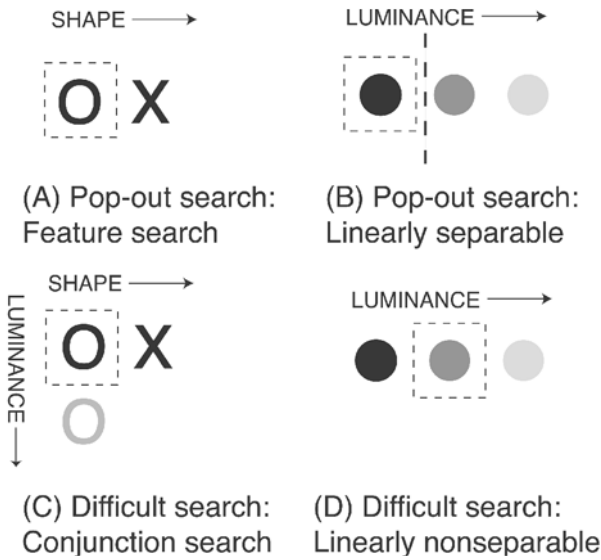 SHAPE
O X
(A) Pop-out search:
Feature search
LUMINANCE
(B) Pop-out search:
Linearly separable
SHAPE
LUMINANCE
O X
O
(C) Difficult search:
Conjunction search
LUMINANCE
(D) Difficult search:
Linearly nonseparable